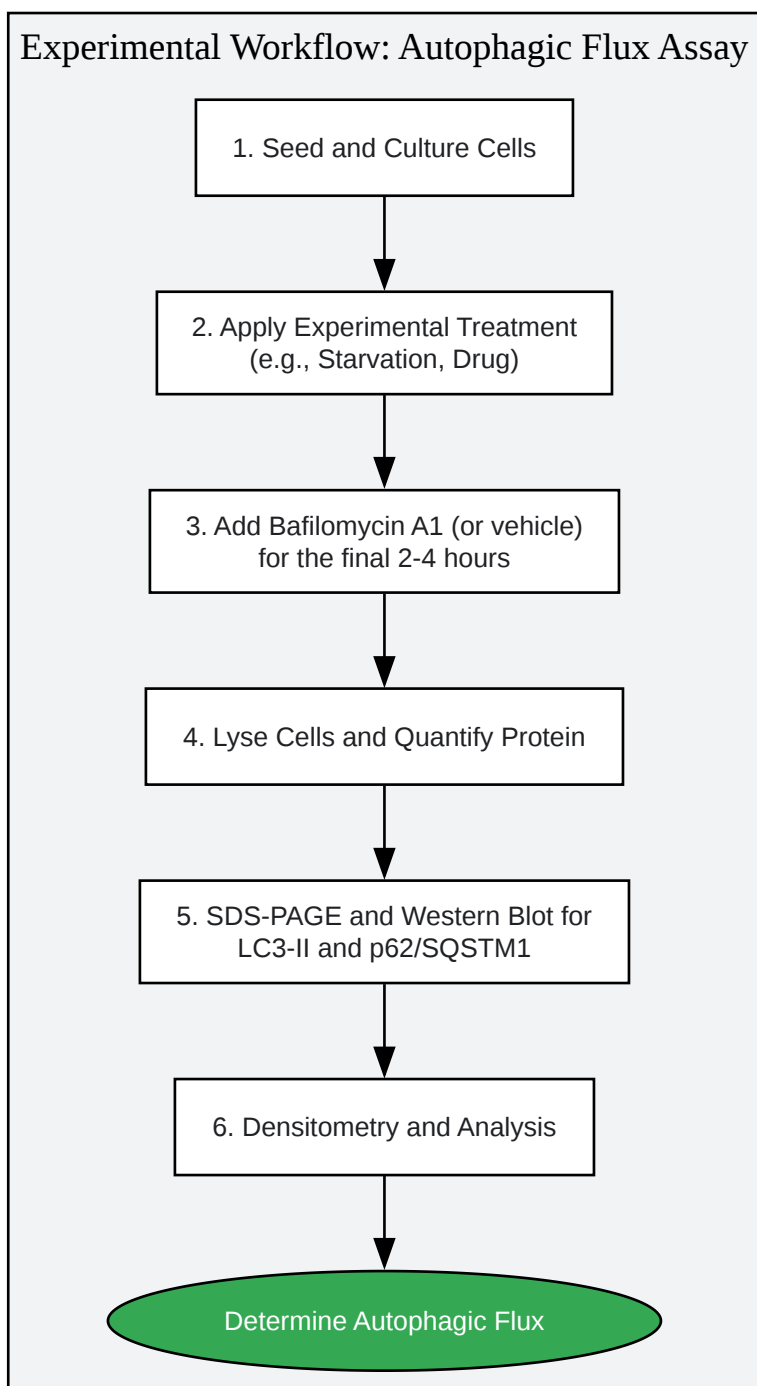 Experimental Workflow: Autophagic Flux Assay
1. Seed and Culture Cells
2. Apply Experimental Treatment
(e.g., Starvation, Drug)
3. Add Bafilomycin A1 (or vehicle)
for the final 2-4 hours
4. Lyse Cells and Quantify Protein
5. SDS-PAGE and Western Blot for
LC3-II and p62/SQSTM1
6. Densitometry and Analysis
Determine Autophagic Flux